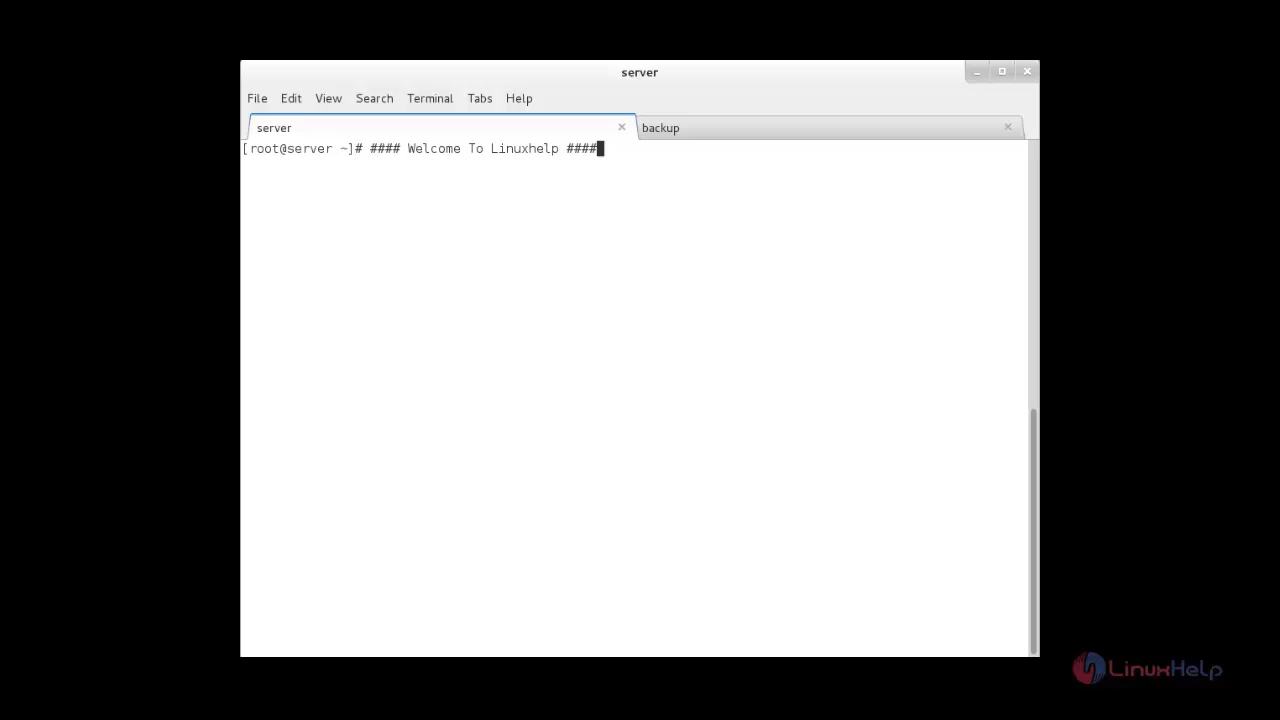 server
File Edit View Search Terminal Tabs Help
server backup
[root@server ~]# #### Welcome To Linuxhelp ####
LinuxHelp